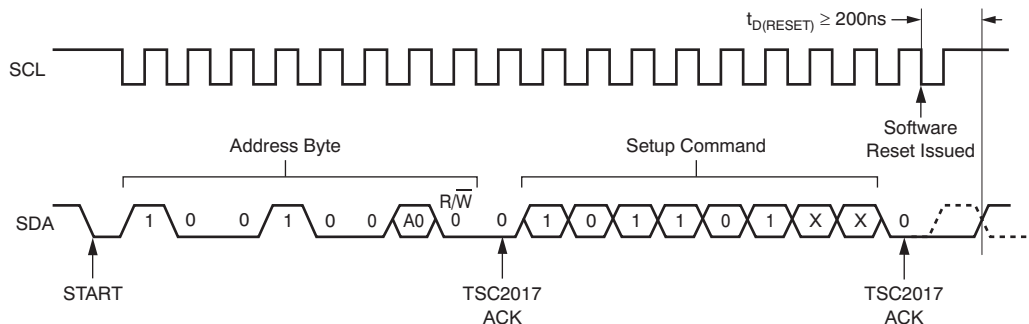 tD(RESET) ≥ 200ns
SCL
Software
Reset Issued
Address Byte
Setup Command
R/W̅
SDA
1 0 0 1 0 0 A0 0 0 1 0 1 1 0 1 X X 0
START
TSC2017
ACK
TSC2017
ACK